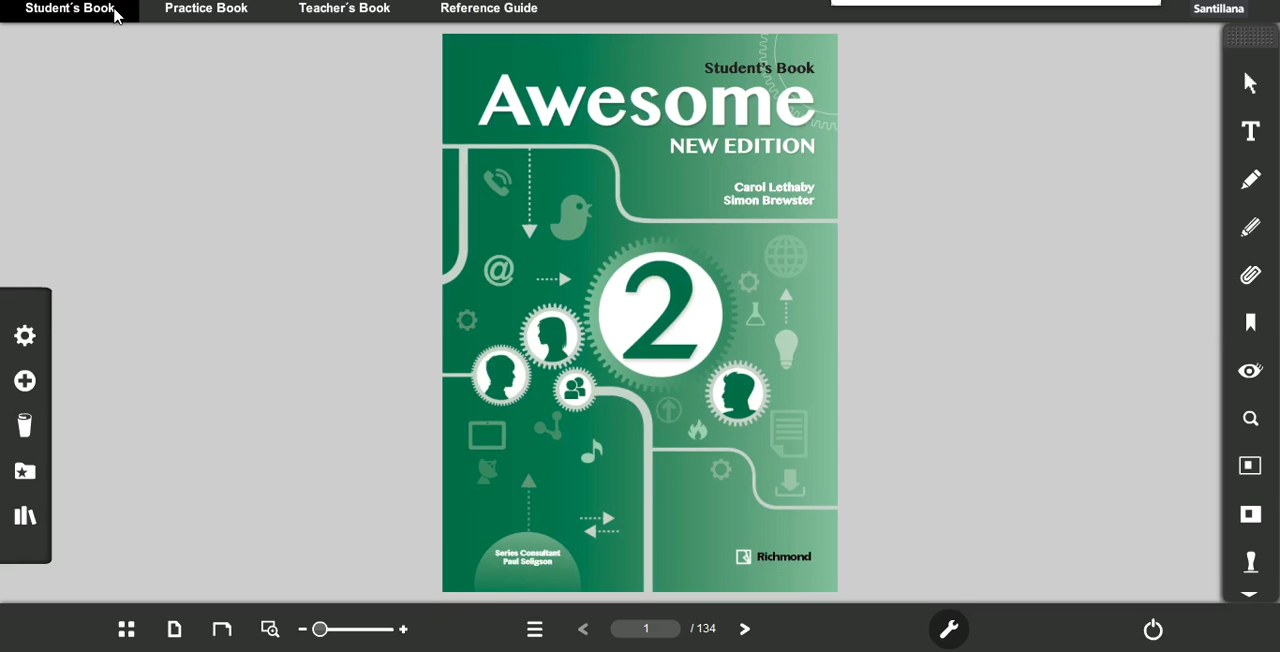 Student´s Book
Practice Book
Teacher´s Book
Reference Guide
Santillana
Student's Book
Awesome
NEW EDITION
Carol Lethaby
Simon Brewster
@
2
Series Consultant
Paul Seligson
Richmond
T
1
/ 134